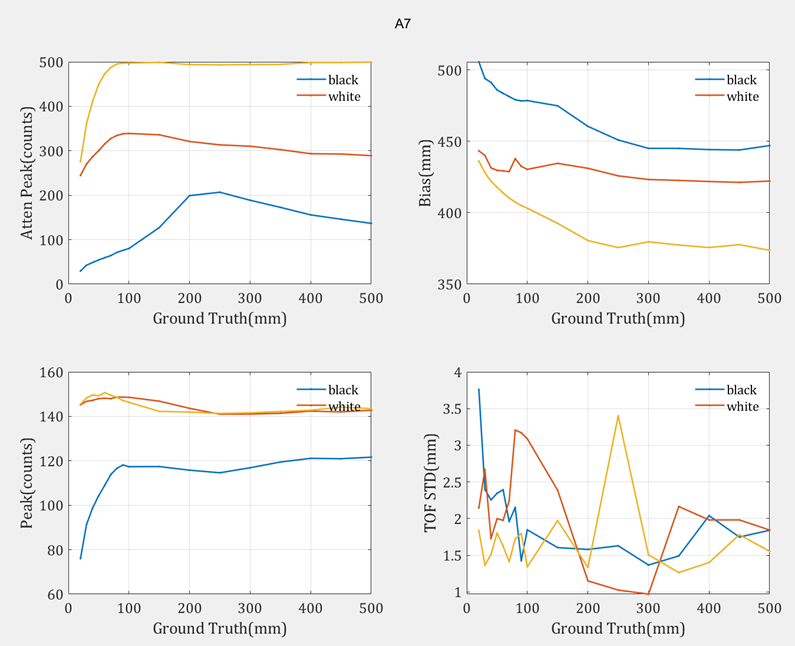 A7
500
400
300
200
100
0
Atten Peak(counts)
black
white
0 100 200 300 400 500
Ground Truth(mm)
500
450
400
350
Bias(mm)
black
white
0 100 200 300 400 500
Ground Truth(mm)
160
140
120
100
80
60
Peak(counts)
black
white
0 100 200 300 400 500
Ground Truth(mm)
4
3.5
3
2.5
2
1.5
1
TOF STD(mm)
black
white
0 100 200 300 400 500
Ground Truth(mm)